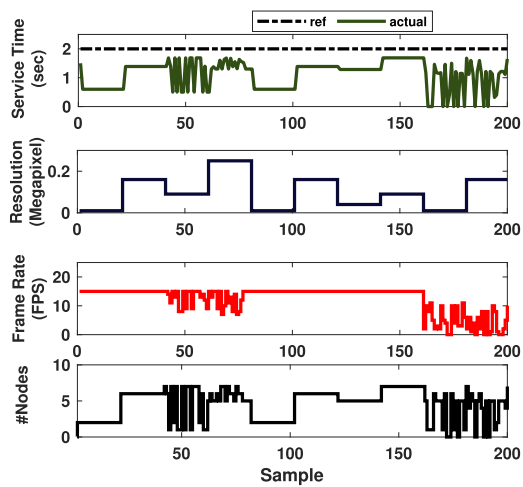 ref actual
Service Time
(sec)
2
1
0
0 50 100 150 200
Resolution
(Megapixel)
0.2
0
0 50 100 150 200
Frame Rate
(FPS)
20
10
0
0 50 100 150 200
#Nodes
10
5
0
50 100 150 200
Sample